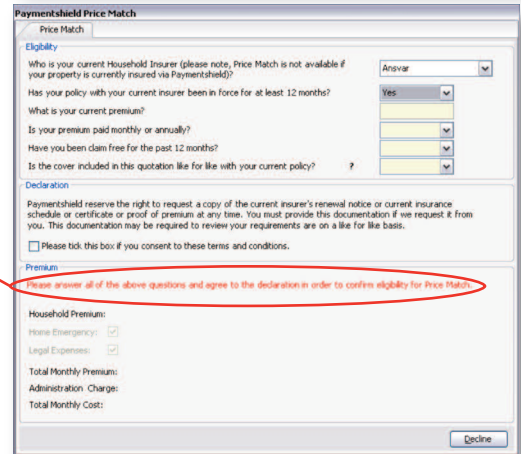 Paymentshield Price Match
Price Match
Eligibility
Who is your current Household Insurer (please note, Price Match is not available if
your property is currently insured via Paymentshield)?
Ansvar
Has your policy with your current insurer been in force for at least 12 months?
Yes
What is your current premium?
Is your premium paid monthly or annually?
Have you been claim free for the past 12 months?
Is the cover included in this quotation like for like with your current policy? ?
Declaration
Paymentshield reserve the right to request a copy of the current insurer's renewal notice or current insurance
schedule or certificate or proof of premium at any time. You must provide this documentation if we request it from
you. This documentation may be required to review your requirements are on a like for like basis.
Please tick this box if you consent to these terms and conditions.
Premium
Please answer all of the above questions and agree to the declaration in order to confirm eligibility for Price Match.
Household Premium:
Home Emergency:
Legal Expenses:
Total Monthly Premium:
Administration Charge:
Total Monthly Cost:
Decline